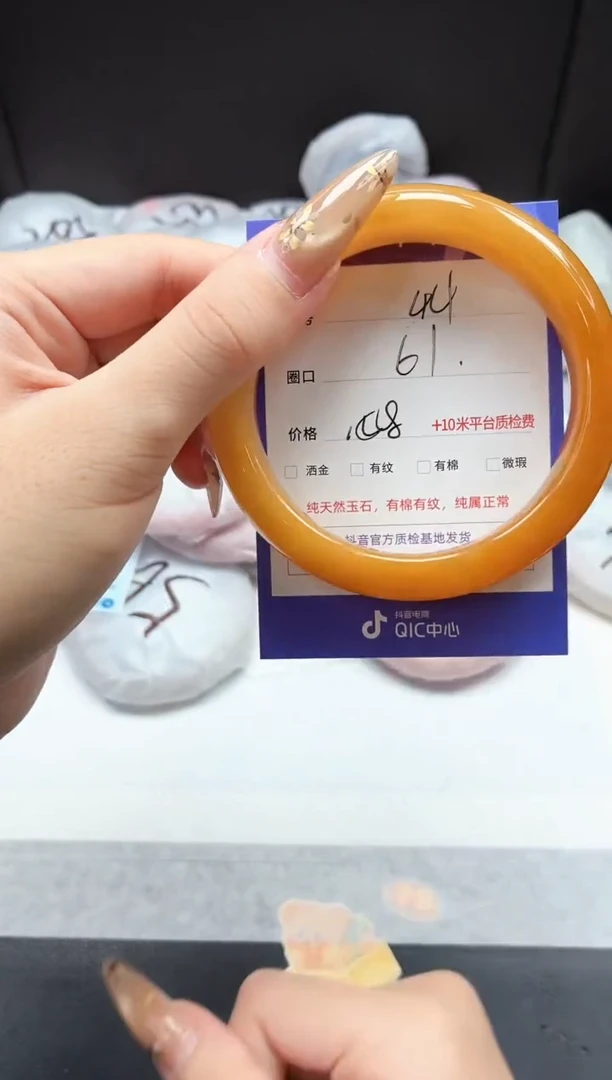 44
圈口 61.
价格 +10米平台质检费
洒金 有纹 有棉 微瑕
纯天然玉石，有棉有纹，纯属正常
抖音官方质检基地发货
抖音电商
QIC中心